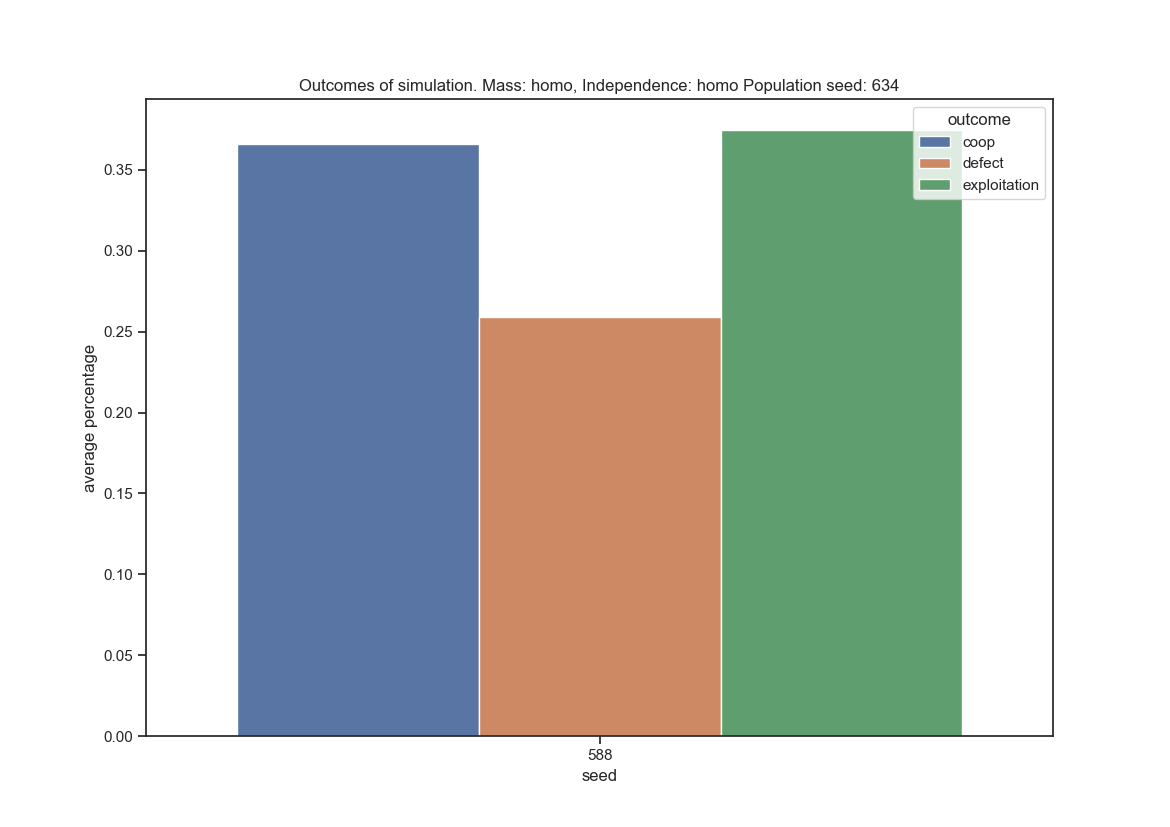 Outcomes of simulation. Mass: homo, Independence: homo Population seed: 634
outcome
coop
defect
exploitation
average percentage
0.35
0.30
0.25
0.20
0.15
0.10
0.05
0.00
588
seed